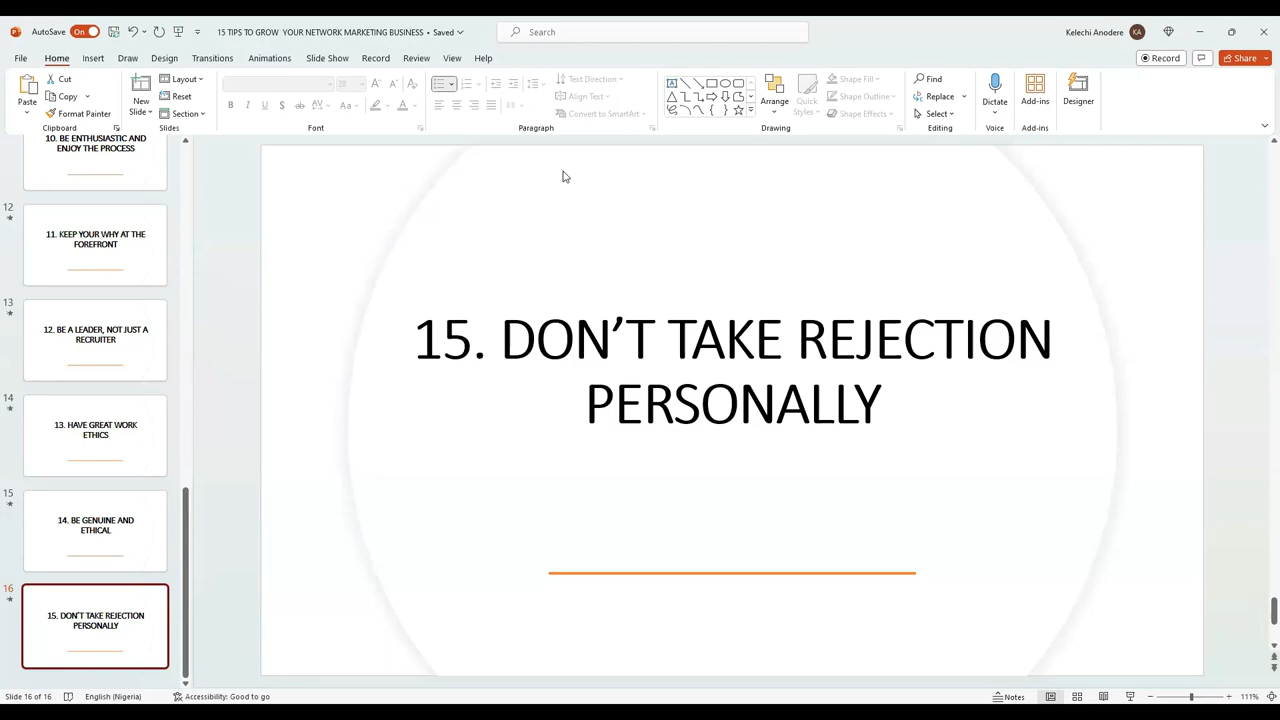 AutoSave On 15 TIPS TO GROW YOUR NETWORK MARKETING BUSINESS • Saved Search Kelechi Anodere KA
File Home Insert Draw Design Transitions Animations Slide Show Record Review View Help Record Share
Paste Cut Copy Format Painter
Clipboard
New Slide Layout Reset Section
Slides
28
B I U S ab AV Aa A
Font
Text Direction Align Text Convert to SmartArt
Paragraph
Arrange Quick Styles Shape Fill Shape Outline Shape Effects
Drawing
Find Replace Select
Editing
Dictate
Voice
Add-ins
Add-ins
Designer
10. BE ENTHUSIASTIC AND
ENJOY THE PROCESS
12
11. KEEP YOUR WHY AT THE
FOREFRONT
13
12. BE A LEADER, NOT JUST A
RECRUITER
14
13. HAVE GREAT WORK
ETHICS
15
14. BE GENUINE AND
ETHICAL
16
15. DON'T TAKE REJECTION
PERSONALLY
15. DON’T TAKE REJECTION
PERSONALLY
Slide 16 of 16 English (Nigeria) Accessibility: Good to go Notes 111%